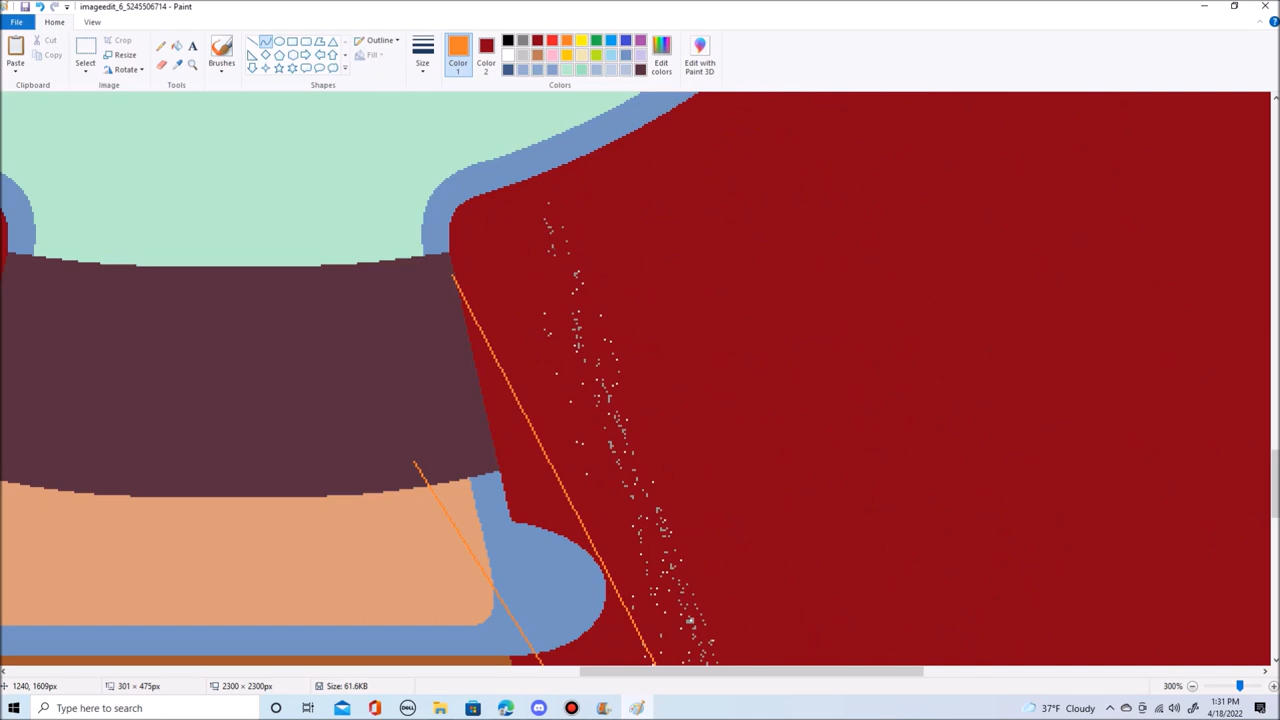 imageedit_6_5245506714 - Paint
File Home View
Paste Cut Copy Select Crop Resize Rotate Brushes Outline Fill Size Color 1 Color 2 Edit colors Edit with Paint 3D
Clipboard Image Tools Shapes Colors
1240, 1609px 301 × 475px 2300 × 2300px Size: 61.6KB 300%
Type here to search DELL 37°F Cloudy 1:31 PM
4/18/2022